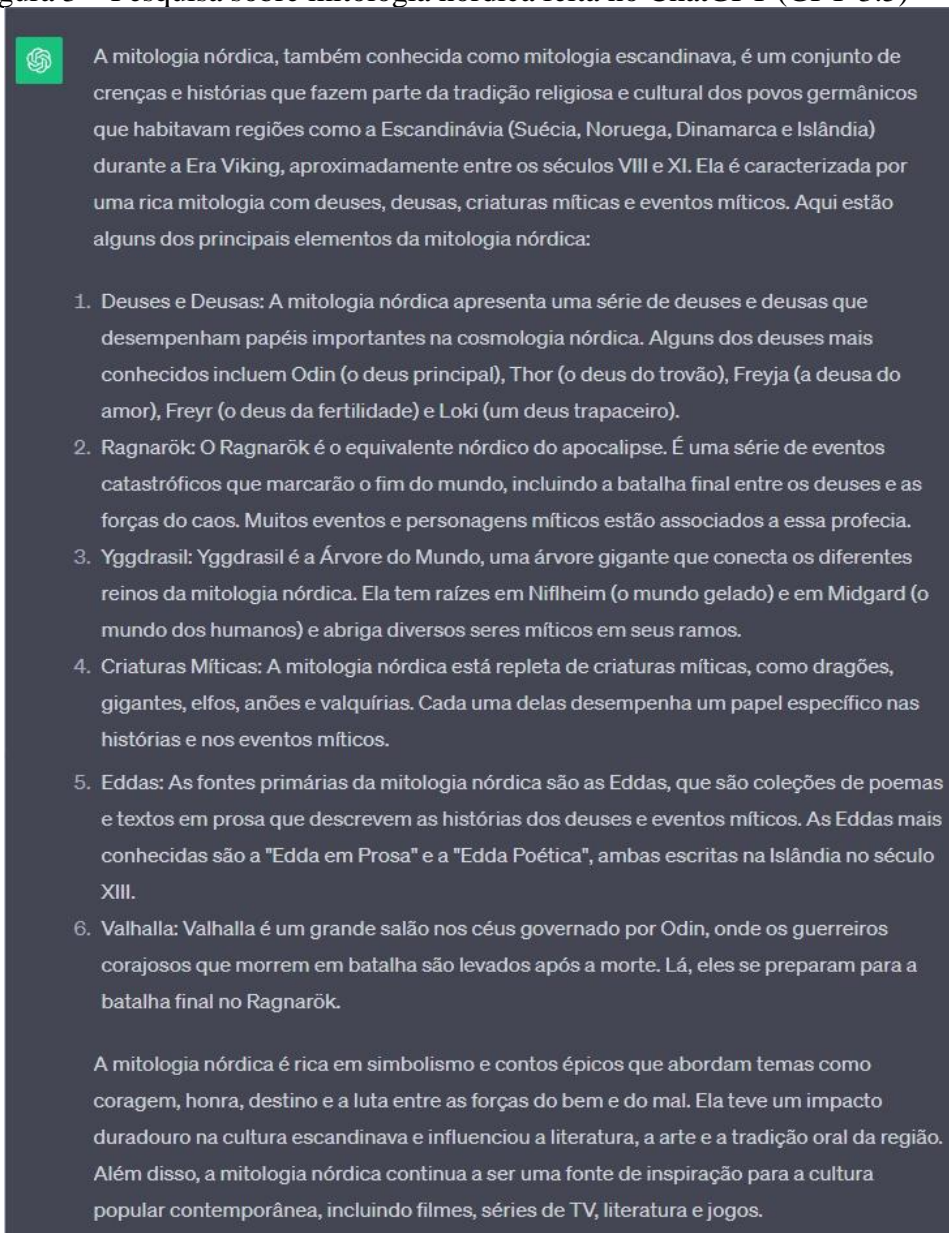 gura 5 – Pesquisa sobre mitologia nórdica feita no ChatGPT (GPT 3.5)
A mitologia nórdica, também conhecida como mitologia escandinava, é um conjunto de
crenças e histórias que fazem parte da tradição religiosa e cultural dos povos germânicos
que habitavam regiões como a Escandinávia (Suécia, Noruega, Dinamarca e Islândia)
durante a Era Viking, aproximadamente entre os séculos VIII e XI. Ela é caracterizada por
uma rica mitologia com deuses, deusas, criaturas míticas e eventos míticos. Aqui estão
alguns dos principais elementos da mitologia nórdica:
1. Deuses e Deusas: A mitologia nórdica apresenta uma série de deuses e deusas que
desempenham papéis importantes na cosmologia nórdica. Alguns dos deuses mais
conhecidos incluem Odin (o deus principal), Thor (o deus do trovão), Freyja (a deusa do
amor), Freyr (o deus da fertilidade) e Loki (um deus trapaceiro).
2. Ragnarök: O Ragnarök é o equivalente nórdico do apocalipse. É uma série de eventos
catastróficos que marcarão o fim do mundo, incluindo a batalha final entre os deuses e as
forças do caos. Muitos eventos e personagens míticos estão associados a essa profecia.
3. Yggdrasil: Yggdrasil é a Árvore do Mundo, uma árvore gigante que conecta os diferentes
reinos da mitologia nórdica. Ela tem raízes em Niflheim (o mundo gelado) e em Midgard (o
mundo dos humanos) e abriga diversos seres míticos em seus ramos.
4. Criaturas Míticas: A mitologia nórdica está repleta de criaturas míticas, como dragões,
gigantes, elfos, anões e valquírias. Cada uma delas desempenha um papel específico nas
histórias e nos eventos míticos.
5. Eddas: As fontes primárias da mitologia nórdica são as Eddas, que são coleções de poemas
e textos em prosa que descrevem as histórias dos deuses e eventos míticos. As Eddas mais
conhecidas são a "Edda em Prosa" e a "Edda Poética", ambas escritas na Islândia no século
XIII.
6. Valhalla: Valhalla é um grande salão nos céus governado por Odin, onde os guerreiros
corajosos que morrem em batalha são levados após a morte. Lá, eles se preparam para a
batalha final no Ragnarök.
A mitologia nórdica é rica em simbolismo e contos épicos que abordam temas como
coragem, honra, destino e a luta entre as forças do bem e do mal. Ela teve um impacto
duradouro na cultura escandinava e influenciou a literatura, a arte e a tradição oral da região.
Além disso, a mitologia nórdica continua a ser uma fonte de inspiração para a cultura
popular contemporânea, incluindo filmes, séries de TV, literatura e jogos.